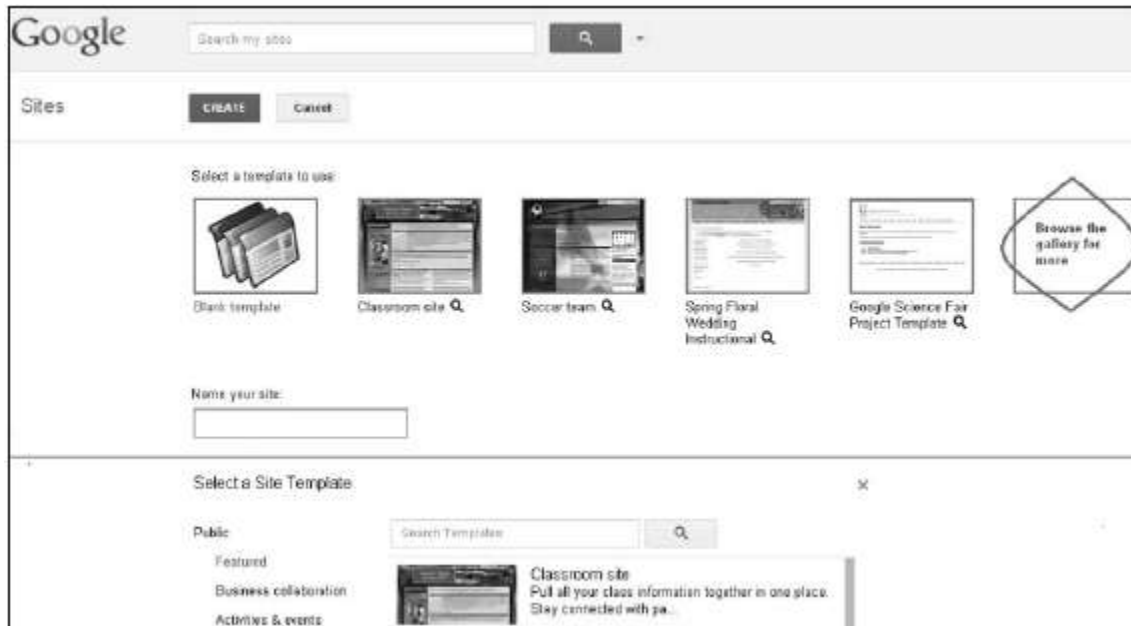 Google
Search my sites
Sites
CREATE
Cancel
Select a template to use:
Blank template
Classroom site
Soccer team
Spring Floral
Wedding
Instructional
Google Science Fair
Project Template
Browse the
gallery for
more
Name your site:
Select a Site Template
Public
Search Templates
Featured
Business collaboration
Activities & events
Classroom site
Pull all your class information together in one place.
Stay connected with pa...